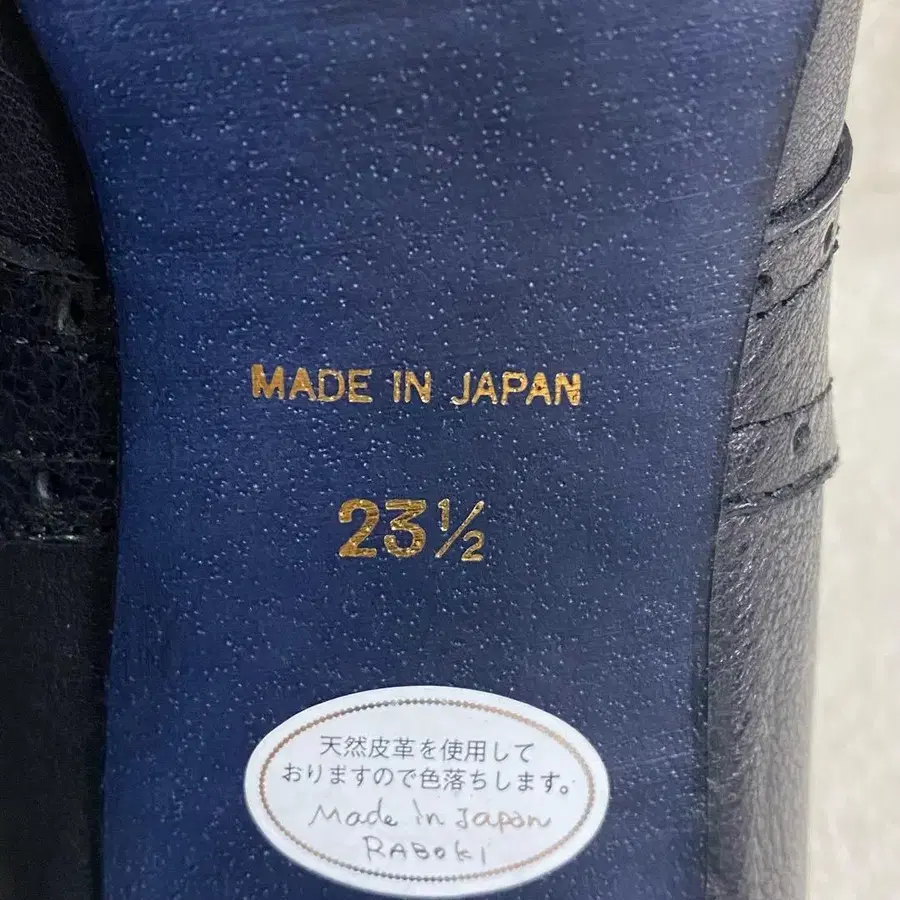 MADE IN JAPAN
23½
天然皮革を使用して
おりますので色落ちします。
Made in Japan
RABOKI